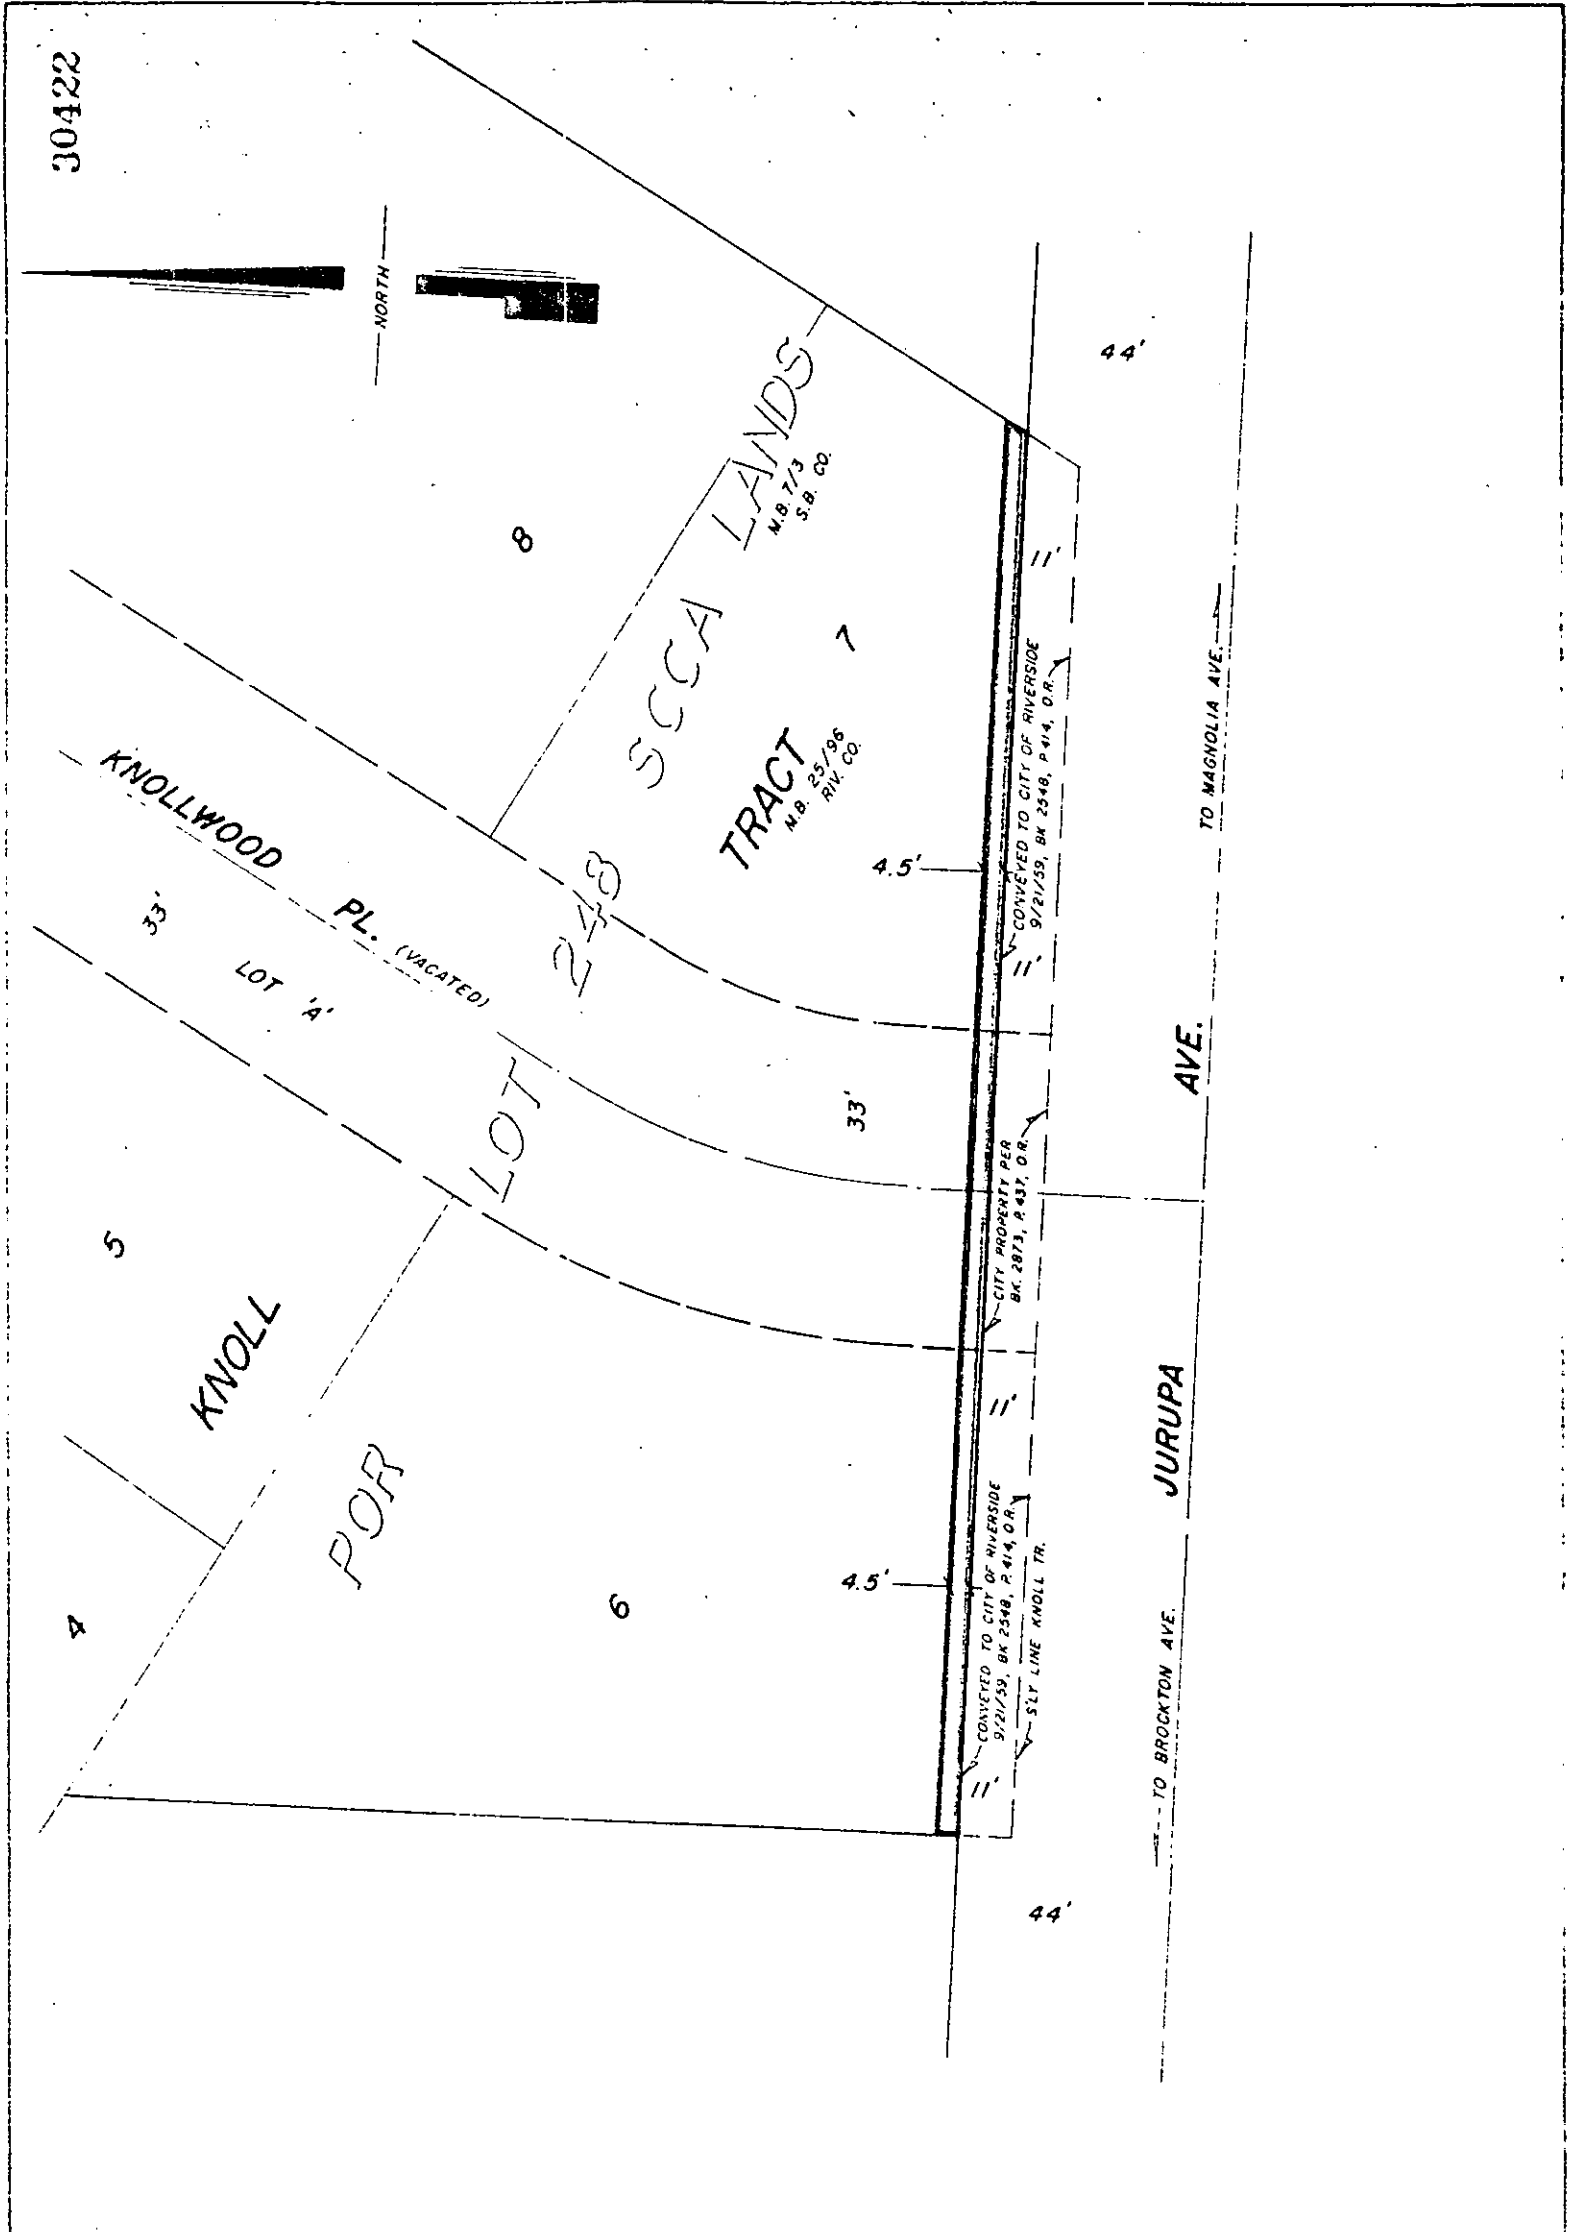 30422
NORTH
8
SCCA LANDS
M.B. 7/3
S.B. CO.
7
TRACT
M.B. 25/96
RIV. CO.
KNOLLWOOD
PL. (VACATED)
33'
LOT 'A'
LOT 248
33'
5
KNOLL
POR
4
6
4.5'
4.5'
44'
11'
CONVEYED TO CITY OF RIVERSIDE
9/21/59, BK 2548, P.414, O.R.
11'
CITY PROPERTY PER
BK. 2873, P.437, O.R.
11'
CONVEYED TO CITY OF RIVERSIDE
9/21/59, BK 2548, P.414, O.R.
S'LY LINE KNOLL TR.
11'
44'
TO MAGNOLIA AVE.
JURUPA AVE.
TO BROCKTON AVE.